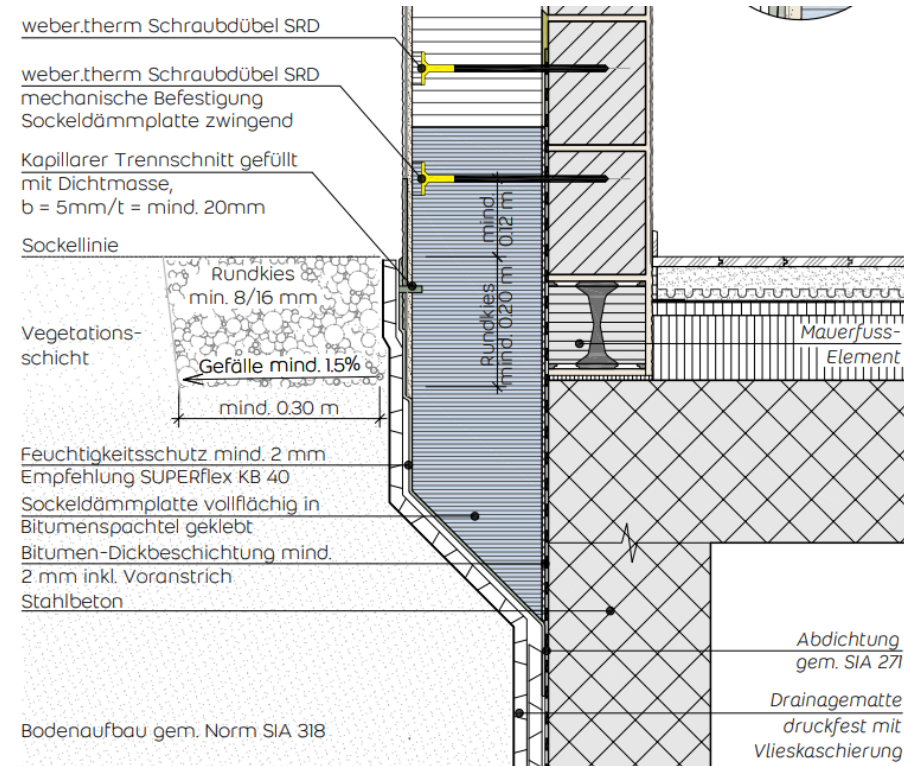 weber.therm Schraubdübel SRD
weber.therm Schraubdübel SRD
mechanische Befestigung
Sockeldämmplatte zwingend
Kapillarer Trennschnitt gefüllt
mit Dichtmasse,
b = 5mm/t = mind. 20mm
Sockellinie
Rundkies
min. 8/16 mm
Vegetations-
schicht
Gefälle mind. 1.5%
mind. 0.30 m
mind.
0.12 m
Rundkies
mind. 0.20 m
Mauerfuss-
Element
Feuchtigkeitsschutz mind. 2 mm
Empfehlung SUPERflex KB 40
Sockeldämmplatte vollflächig in
Bitumenspachtel geklebt
Bitumen-Dickbeschichtung mind.
2 mm inkl. Voranstrich
Stahlbeton
Abdichtung
gem. SIA 271
Drainagematte
druckfest mit
Vlieskaschierung
Bodenaufbau gem. Norm SIA 318